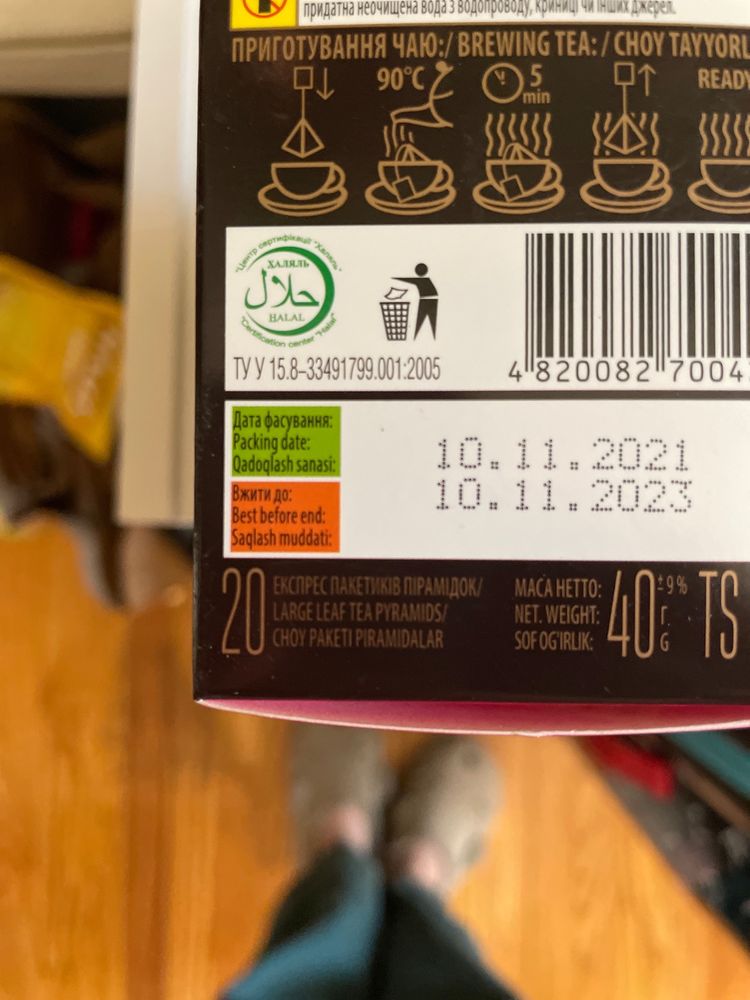 придатна неочищена вода з водопроводу, криниці чи інших джерел.
ПРИГОТУВАННЯ ЧАЮ:/ BREWING TEA: / CHOY TAYYORL
90°C
5
min
READY
"Центр сертифікації "Халяль"
ХАЛЯЛЬ
حلال
HALAL
"Certification center "Halal"
ТУ У 15.8–33491799.001:2005
4 820082 7004
Дата фасування:
Packing date:
Qadoqlash sanasi:
10.11.2021
Вжити до:
Best before end:
Saqlash muddati:
10.11.2023
20
ЕКСПРЕС ПАКЕТИКІВ ПІРАМІДОК/
LARGE LEAF TEA PYRAMIDS/
CHOY PAKETI PIRAMIDALAR
МАСА НЕТТО:
NET. WEIGHT:
SOF OG'IRLIK:
40 ±9% Г. G
TS